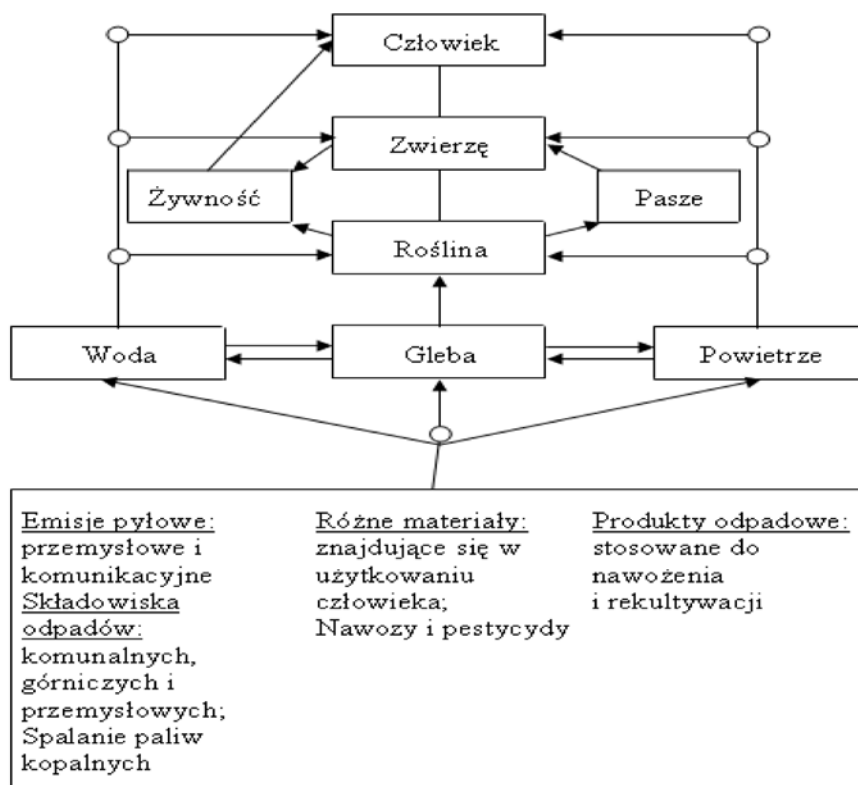 Człowiek
Zwierzę
Żywność
Pasze
Roślina
Woda
Gleba
Powietrze
Emisje pyłowe:
przemysłowe i
komunikacyjne
Składowiska
odpadów:
komunalnych,
górniczych i
przemysłowych;
Spalanie paliw
kopalnych
Różne materiały:
znajdujące się w
użytkowaniu
człowieka;
Nawozy i pestycydy
Produkty odpadowe:
stosowane do
nawożenia
i rekultywacji